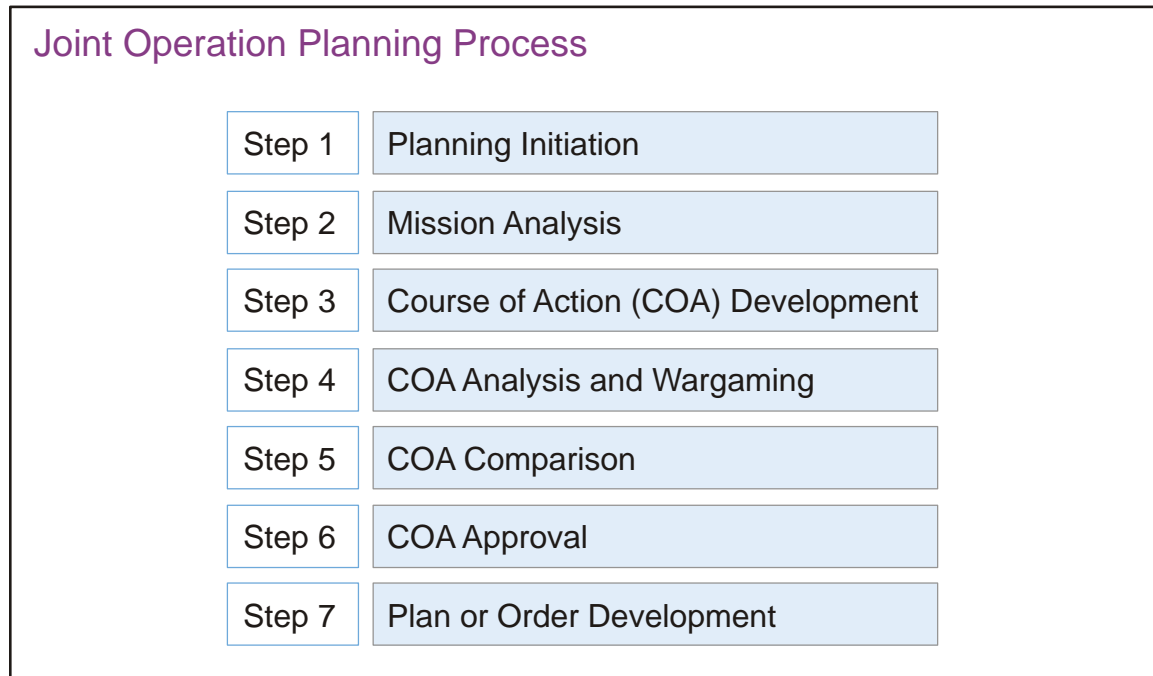 Joint Operation Planning Process
Step 1 Planning Initiation
Step 2 Mission Analysis
Step 3 Course of Action (COA) Development
Step 4 COA Analysis and Wargaming
Step 5 COA Comparison
Step 6 COA Approval
Step 7 Plan or Order Development